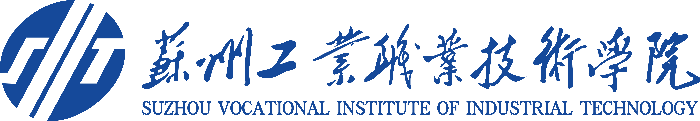 蘇州工業職業技術學院
SUZHOU VOCATIONAL INSTITUTE OF INDUSTRIAL TECHNOLOGY